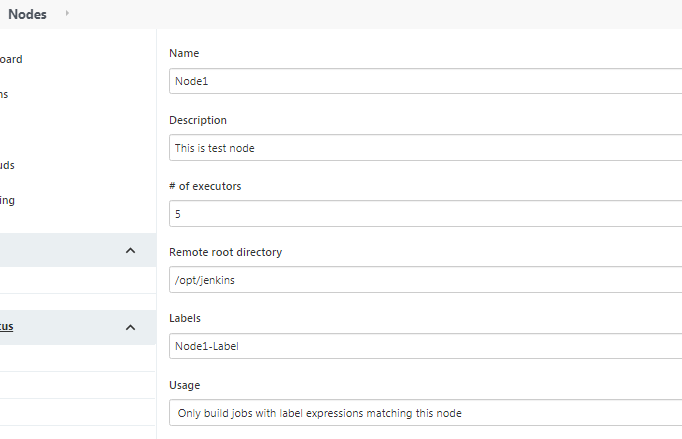 Nodes
oard
Name
Node1
ns
Description
This is test node
uds
# of executors
ing
5
Remote root directory
/opt/jenkins
Labels
tus
Node1-Label
Usage
Only build jobs with label expressions matching this node